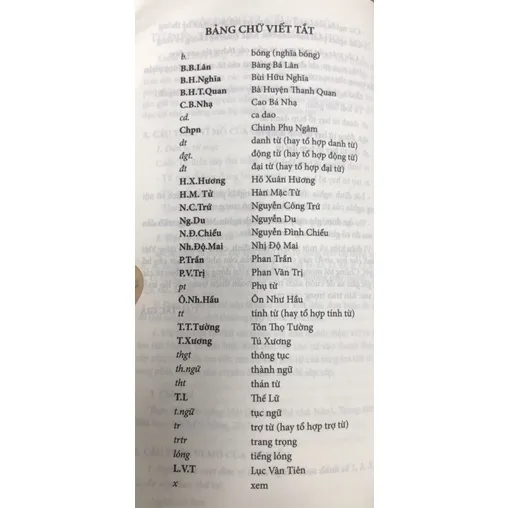 BẢNG CHỮ VIẾT TẮT
b. bóng (nghĩa bóng)
B.B.Lân Bàng Bá Lân
B.H.Nghĩa Bùi Hữu Nghĩa
B.H.T.Quan Bà Huyện Thanh Quan
C.B.Nhạ Cao Bá Nhạ
cd. ca dao
Chpn Chinh Phụ Ngâm
dt danh từ (hay tổ hợp danh từ)
đgt. động từ (hay tổ hợp động từ)
đt đại từ (hay tổ hợp đại từ)
H.X.Hương Hồ Xuân Hương
H.M. Tử Hàn Mặc Tử
N.C.Trứ Nguyễn Công Trứ
Ng.Du Nguyễn Du
N.Đ.Chiểu Nguyễn Đình Chiểu
Nh.Độ.Mai Nhị Độ Mai
P.Trần Phan Trần
P.V.Trị Phan Văn Trị
pt Phụ từ
Ô.Nh.Hầu Ôn Như Hầu
tt tính từ (hay tổ hợp tính từ)
T.T.Tường Tôn Thọ Tường
T.Xương Tú Xương
thgt thông tục
th.ngữ thành ngữ
tht thán từ
T.L Thế Lữ
t.ngữ tục ngữ
tr trợ từ (hay tổ hợp trợ từ)
trtr trang trọng
lóng tiếng lóng
L.V.T Lục Vân Tiên
x xem